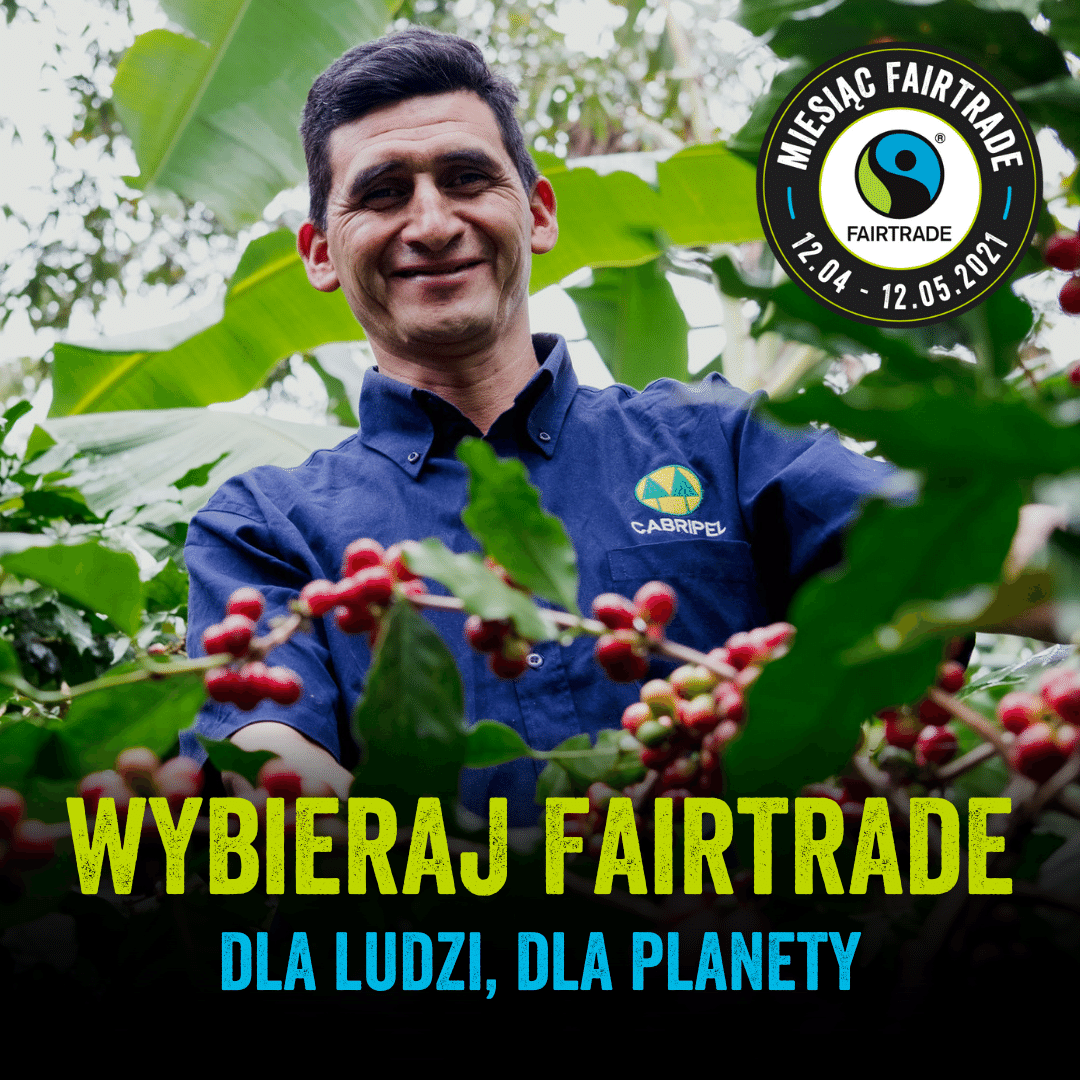 MIESIĄC FAIRTRADE
®
FAIRTRADE
12.04 - 12.05.2021
CABRIPEL
WYBIERAJ FAIRTRADE
DLA LUDZI, DLA PLANETY